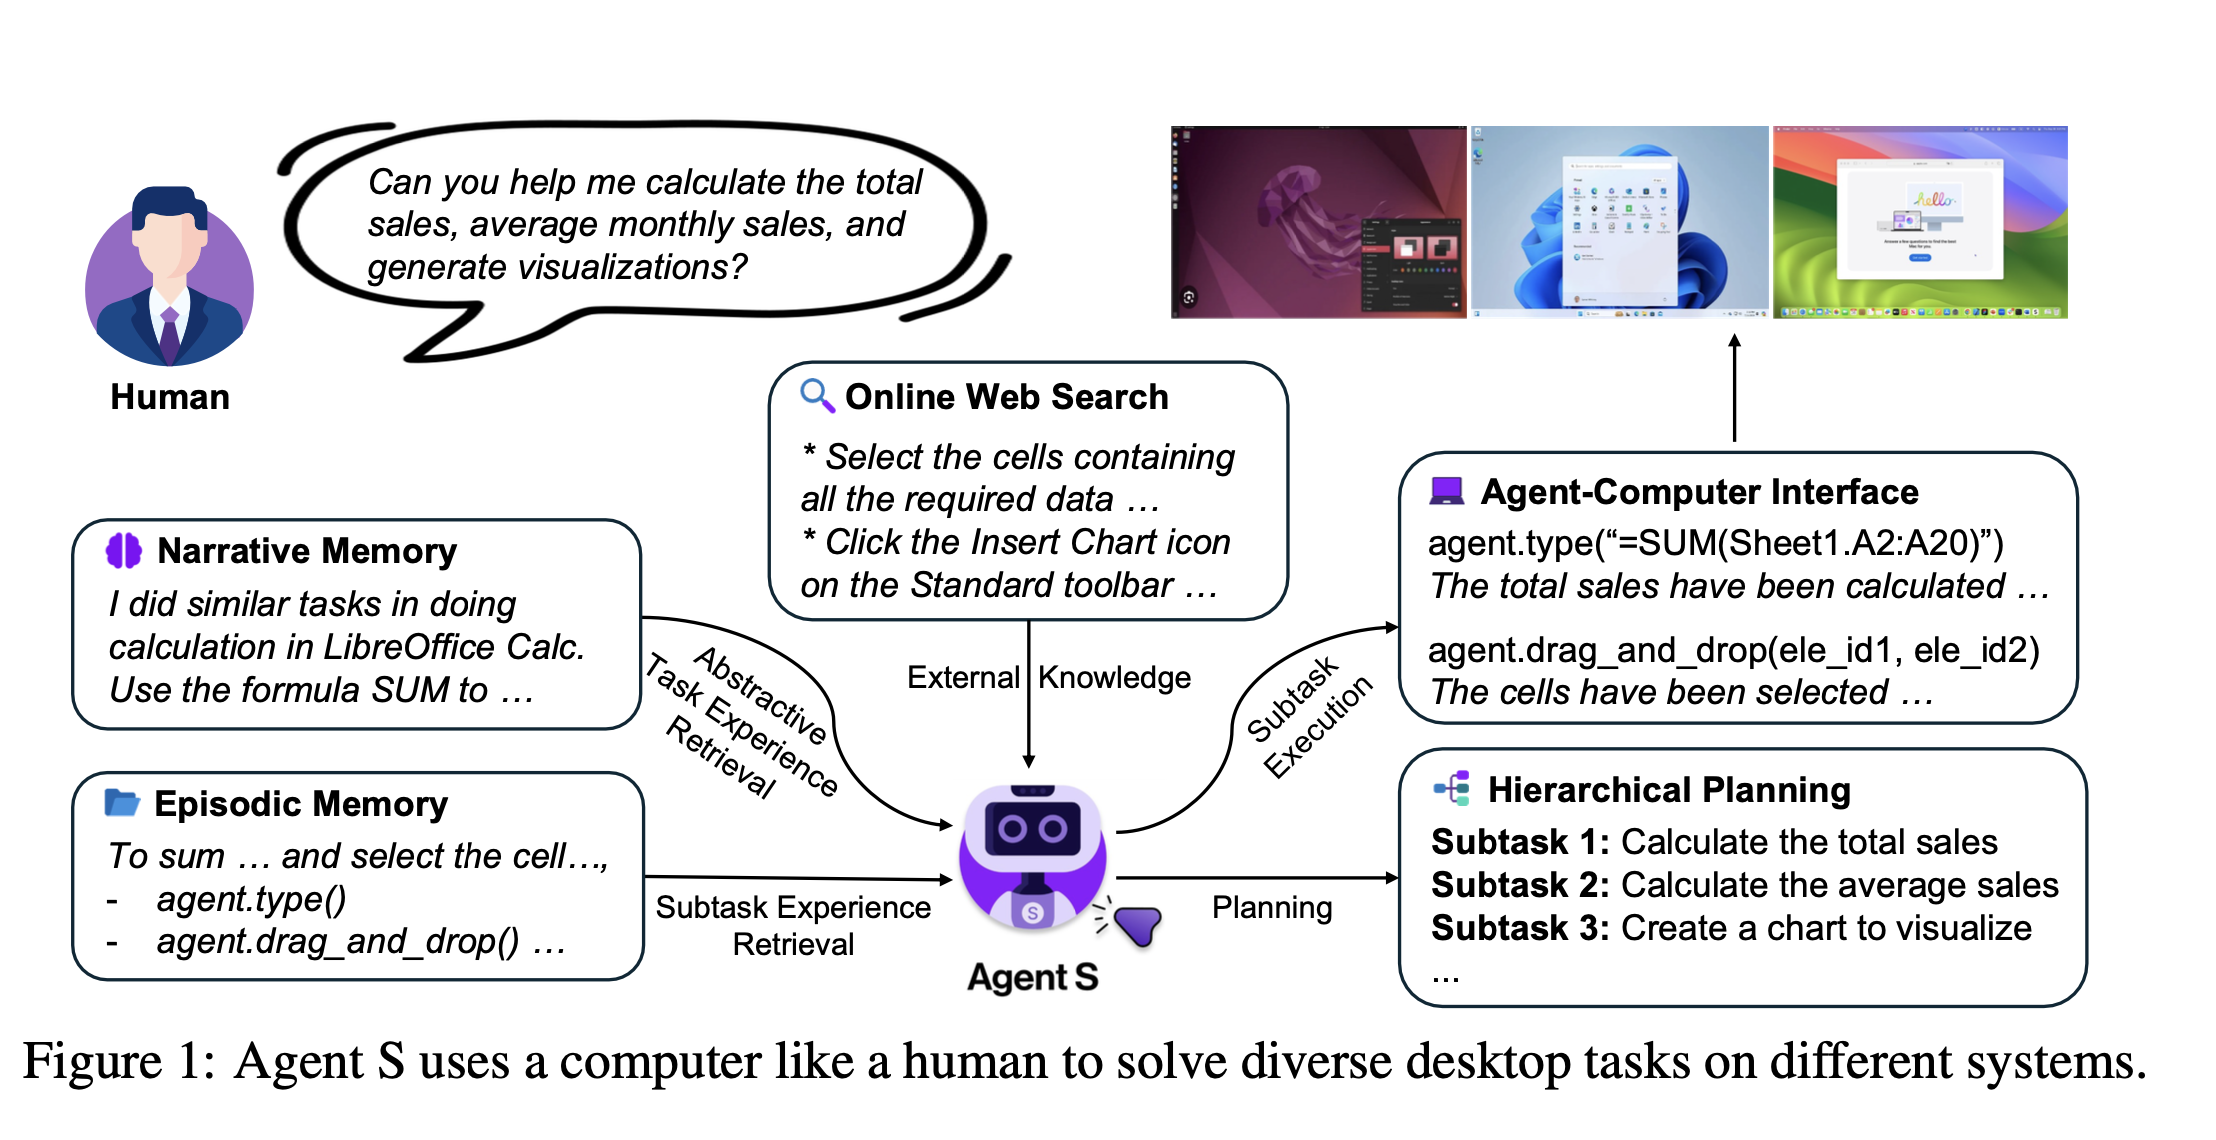 Can you help me calculate the total
sales, average monthly sales, and
generate visualizations?
Human
hello.
Online Web Search
* Select the cells containing
all the required data …
* Click the Insert Chart icon
on the Standard toolbar …
Narrative Memory
I did similar tasks in doing
calculation in LibreOffice Calc.
Use the formula SUM to …
Episodic Memory
To sum … and select the cell…,
- agent.type()
- agent.drag_and_drop() …
Abstractive
Task Experience
Retrieval
Subtask Experience
Retrieval
External Knowledge
S
Agent S
Subtask
Execution
Planning
Agent-Computer Interface
agent.type(“=SUM(Sheet1.A2:A20)”)
The total sales have been calculated …
agent.drag_and_drop(ele_id1, ele_id2)
The cells have been selected …
Hierarchical Planning
Subtask 1: Calculate the total sales
Subtask 2: Calculate the average sales
Subtask 3: Create a chart to visualize
...
Figure 1: Agent S uses a computer like a human to solve diverse desktop tasks on different systems.